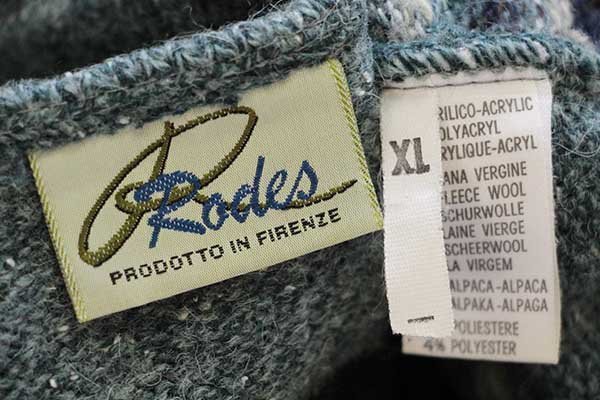 Rodes
PRODOTTO IN FIRENZE
XL
RILICO-ACRYLIC
OLYACRYL
RYLIQUE-ACRYL
ANA VERGINE
FLEECE WOOL
SCHURWOLLE
LAINE VIERGE
SCHEERWOOL
LA VIRGEM
ALPACA-ALPACA
ALPAKA-ALPAGA
POLIESTERE
4% POLYESTER